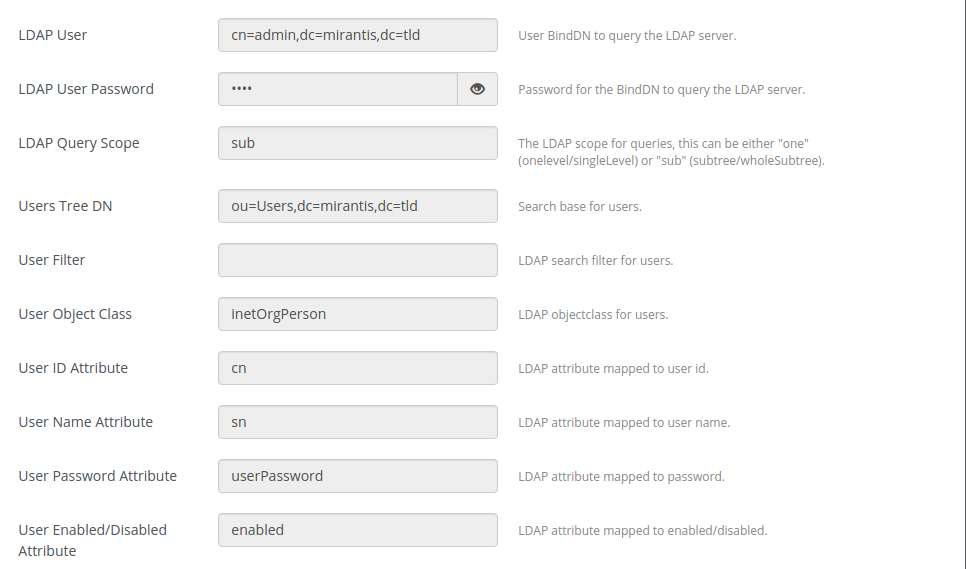 LDAP User
cn=admin,dc=mirantis,dc=tld
User BindDN to query the LDAP server.
LDAP User Password
••••
Password for the BindDN to query the LDAP server.
LDAP Query Scope
sub
The LDAP scope for queries, this can be either "one"
(onelevel/singleLevel) or "sub" (subtree/wholeSubtree).
Users Tree DN
ou=Users,dc=mirantis,dc=tld
Search base for users.
User Filter
LDAP search filter for users.
User Object Class
inetOrgPerson
LDAP objectclass for users.
User ID Attribute
cn
LDAP attribute mapped to user id.
User Name Attribute
sn
LDAP attribute mapped to user name.
User Password Attribute
userPassword
LDAP attribute mapped to password.
User Enabled/Disabled
Attribute
enabled
LDAP attribute mapped to enabled/disabled.